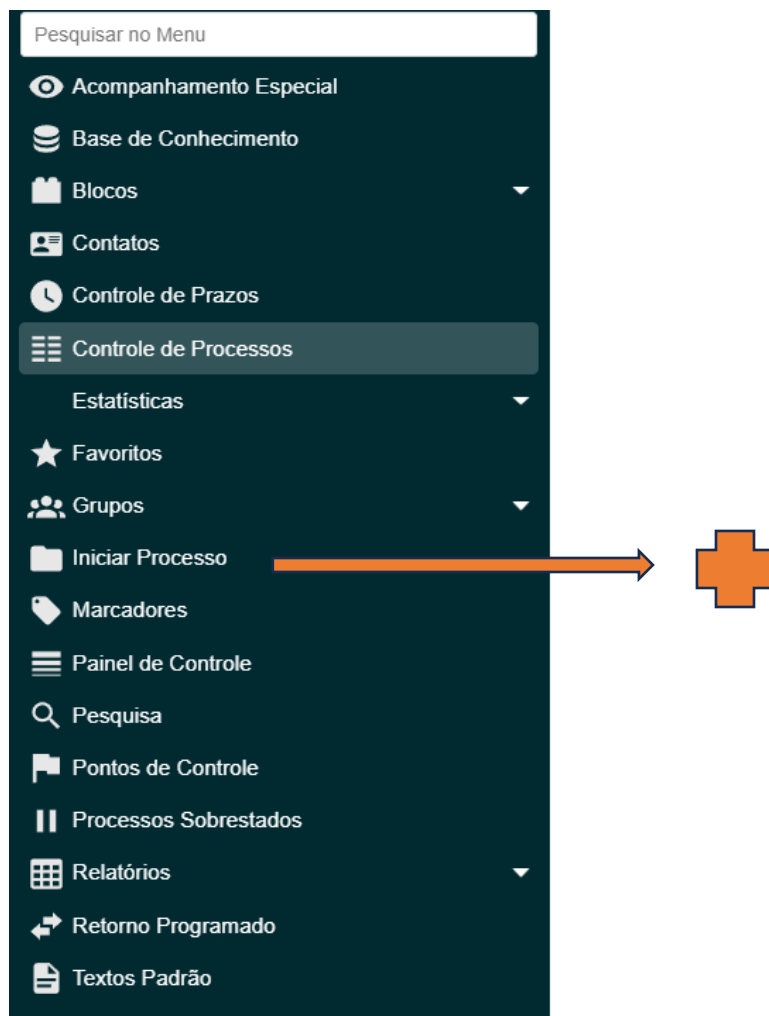 Pesquisar no Menu
Acompanhamento Especial
Base de Conhecimento
Blocos
Contatos
Controle de Prazos
Controle de Processos
Estatísticas
Favoritos
Grupos
Iniciar Processo
Marcadores
Painel de Controle
Pesquisa
Pontos de Controle
Processos Sobrestados
Relatórios
Retorno Programado
Textos Padrão